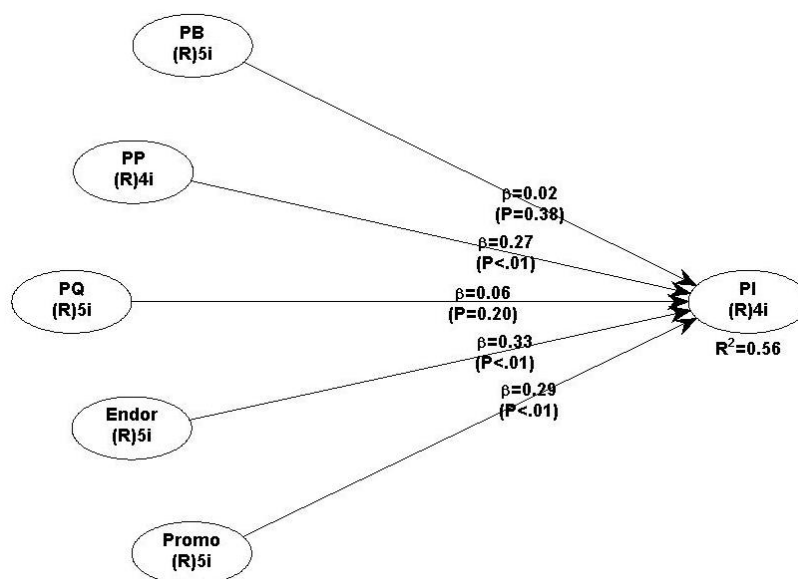 PB
(R)5i
PP
(R)4i
β=0.02
(P=0.38)
β=0.27
(P<.01)
PQ
(R)5i
β=0.06
(P=0.20)
PI
(R)4i
R²=0.56
β=0.33
(P<.01)
β=0.29
(P<.01)
Endor
(R)5i
Promo
(R)5i